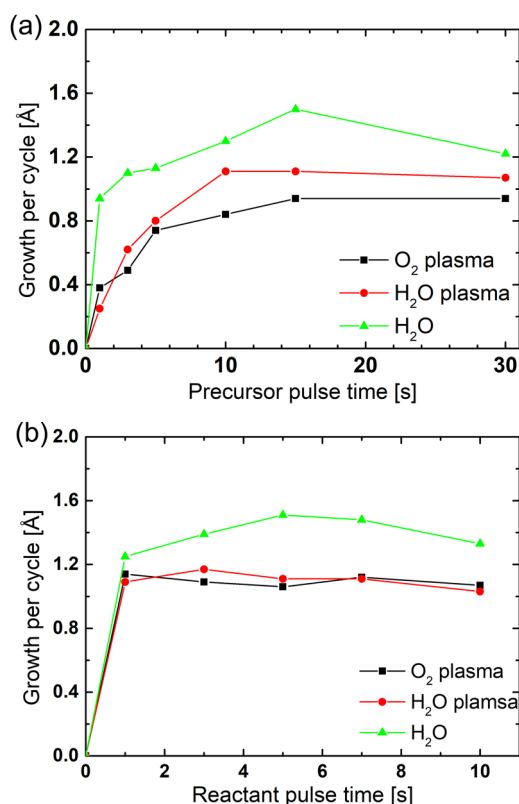 (a)
2.0
1.6
1.2
0.8
0.4
0.0
Growth per cycle [Å]
O₂ plasma
H₂O plasma
H₂O
0 10 20 30
Precursor pulse time [s]
(b)
2.0
1.6
1.2
0.8
0.4
0.0
Growth per cycle [Å]
O₂ plasma
H₂O plamsa
H₂O
0 2 4 6 8 10
Reactant pulse time [s]